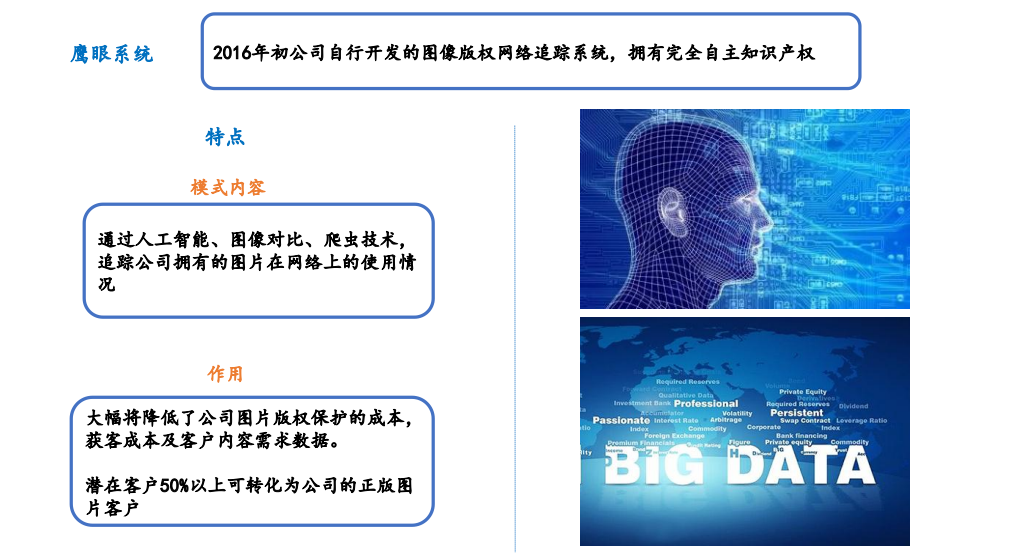 鹰眼系统
2016年初公司自行开发的图像版权网络追踪系统，拥有完全自主知识产权
特点
模式内容
通过人工智能、图像对比、爬虫技术，
追踪公司拥有的图片在网络上的使用情
况
作用
大幅将降低了公司图片版权保护的成本，
获客成本及客户内容需求数据。
潜在客户50%以上可转化为公司的正版图
片客户
Required Reserves
Qualitative Data
Private Equity
Investment Bank
Professional
Required Reserves
Dividend
Accumulator
Volatility
Persistent
Passionate
Interest Rate
Arbitrage
Swap Contract
Leverage Ratio
Index
Commodity
Corporate
Index
Foreign Exchange
Bank financing
Premium Financials
Figure
Private equity
Commodity
BIG DATA